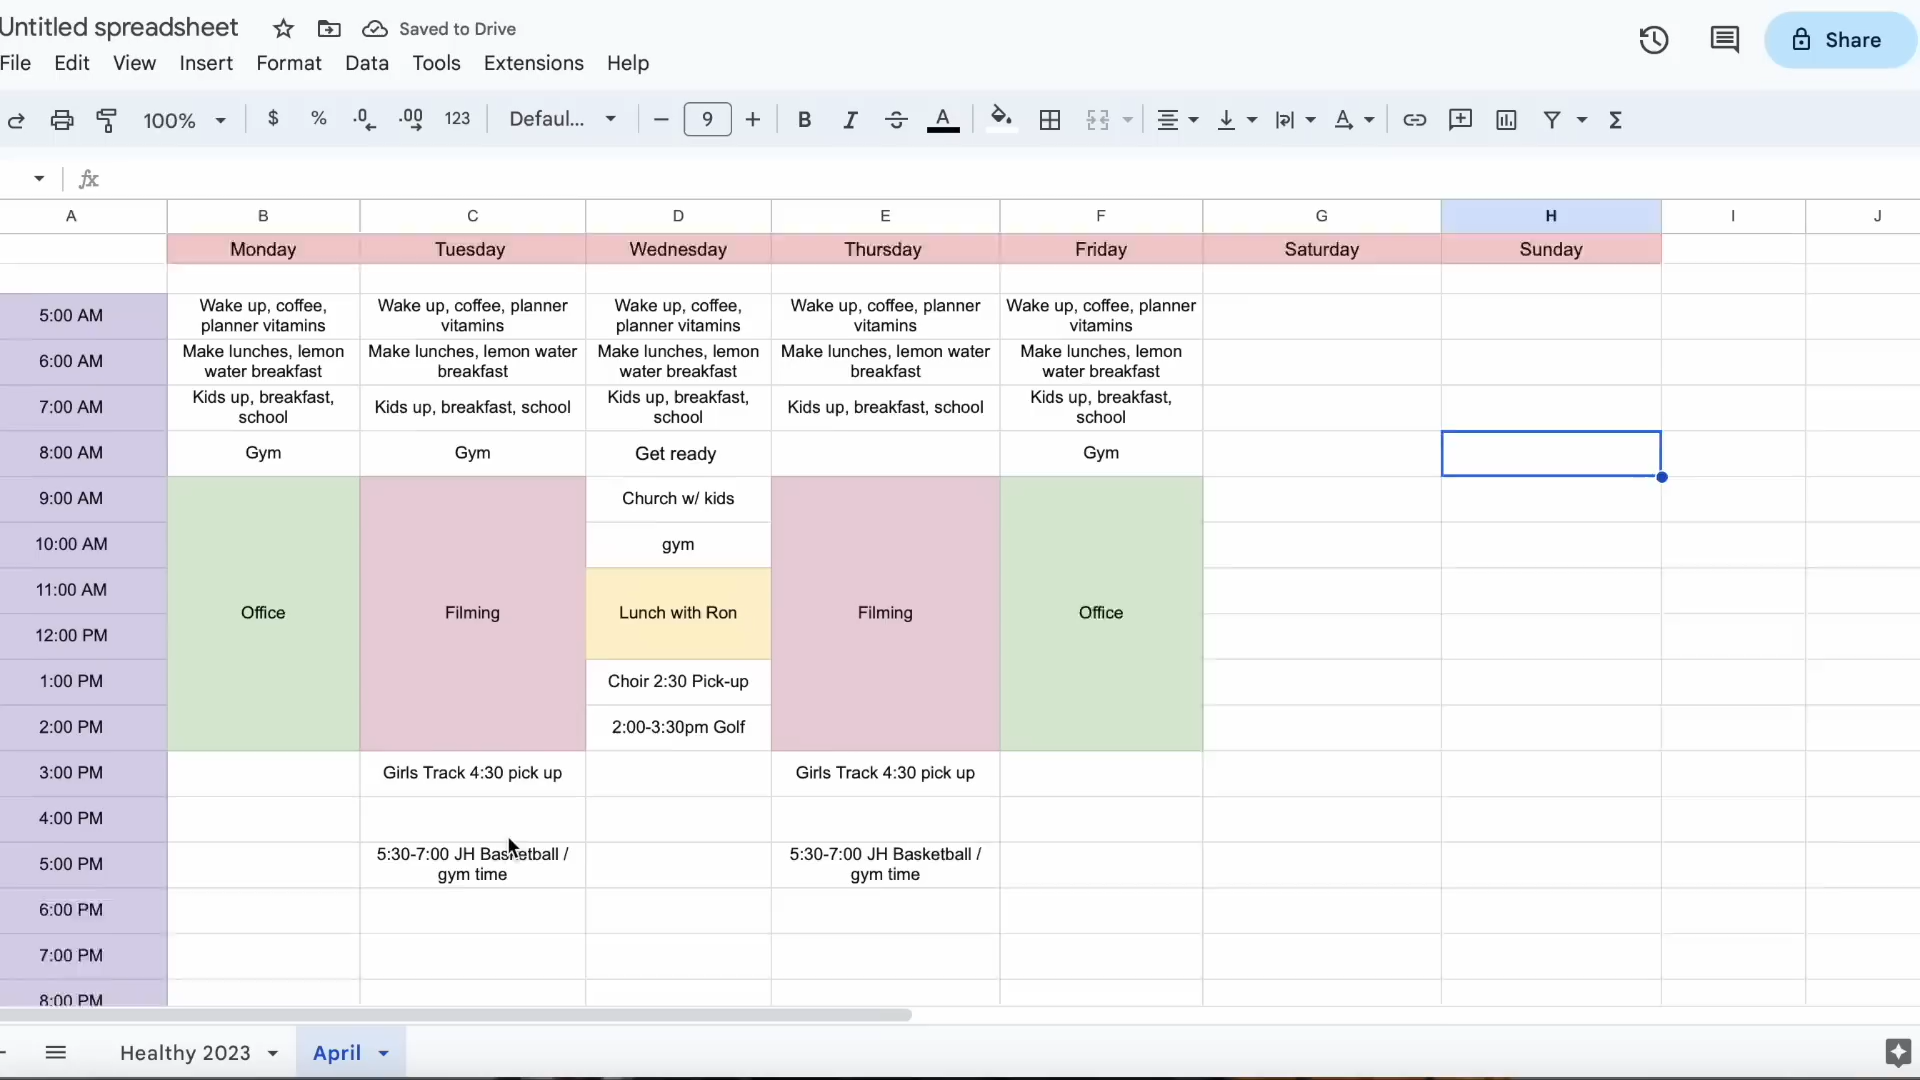 Untitled spreadsheet
Saved to Drive
Share
File Edit View Insert Format Data Tools Extensions Help
100% $ % .0 .00 123 Defaul... 9 B I S A A Σ
fx
A B C D E F G H I J
Monday Tuesday Wednesday Thursday Friday Saturday Sunday
5:00 AM
Wake up, coffee,
planner vitamins
Wake up, coffee, planner
vitamins
Wake up, coffee,
planner vitamins
Wake up, coffee, planner
vitamins
Wake up, coffee, planner
vitamins
6:00 AM
Make lunches, lemon
water breakfast
Make lunches, lemon water
breakfast
Make lunches, lemon
water breakfast
Make lunches, lemon water
breakfast
Make lunches, lemon
water breakfast
7:00 AM
Kids up, breakfast,
school
Kids up, breakfast, school
Kids up, breakfast,
school
Kids up, breakfast, school
Kids up, breakfast,
school
8:00 AM Gym Gym Get ready Gym
9:00 AM Church w/ kids
10:00 AM gym
11:00 AM
Office Filming Lunch with Ron Filming Office
12:00 PM
1:00 PM Choir 2:30 Pick-up
2:00 PM 2:00-3:30pm Golf
3:00 PM Girls Track 4:30 pick up Girls Track 4:30 pick up
4:00 PM
5:00 PM
5:30-7:00 JH Basketball /
gym time
5:30-7:00 JH Basketball /
gym time
6:00 PM
7:00 PM
8:00 PM
Healthy 2023 April